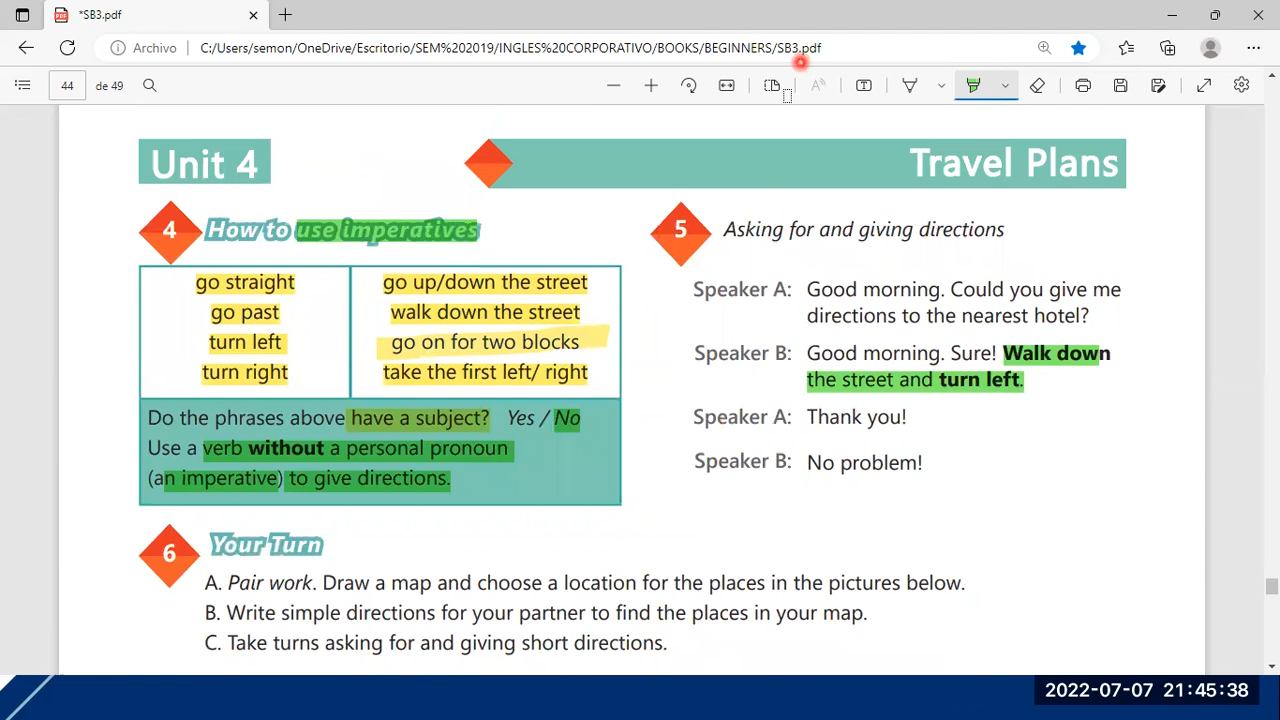 *SB3.pdf
Archivo
C:/Users/semon/OneDrive/Escritorio/SEM%202019/INGLES%20CORPORATIVO/BOOKS/BEGINNERS/SB3.pdf
44 de 49
Unit 4
Travel Plans
4 How to use imperatives
go straight
go past
turn left
turn right
go up/down the street
walk down the street
go on for two blocks
take the first left/ right
Do the phrases above have a subject? Yes / No
Use a verb without a personal pronoun
(an imperative) to give directions.
5 Asking for and giving directions
Speaker A: Good morning. Could you give me
directions to the nearest hotel?
Speaker B: Good morning. Sure! Walk down
the street and turn left.
Speaker A: Thank you!
Speaker B: No problem!
6 Your Turn
A. Pair work. Draw a map and choose a location for the places in the pictures below.
B. Write simple directions for your partner to find the places in your map.
C. Take turns asking for and giving short directions.
2022-07-07 21:45:38